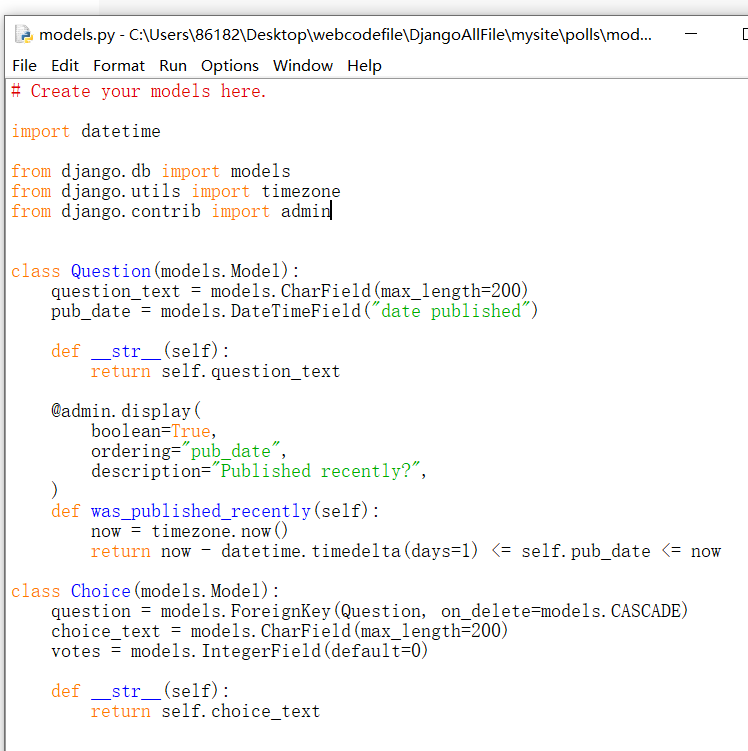 models.py - C:\Users\86182\Desktop\webcodefile\DjangoAllFile\mysite\polls\mod...
File Edit Format Run Options Window Help
# Create your models here.
import datetime
from django.db import models
from django.utils import timezone
from django.contrib import admin
class Question(models.Model):
    question_text = models.CharField(max_length=200)
    pub_date = models.DateTimeField("date published")
    def __str__(self):
        return self.question_text
    @admin.display(
        boolean=True,
        ordering="pub_date",
        description="Published recently?",
    )
    def was_published_recently(self):
        now = timezone.now()
        return now - datetime.timedelta(days=1) <= self.pub_date <= now
class Choice(models.Model):
    question = models.ForeignKey(Question, on_delete=models.CASCADE)
    choice_text = models.CharField(max_length=200)
    votes = models.IntegerField(default=0)
    def __str__(self):
        return self.choice_text